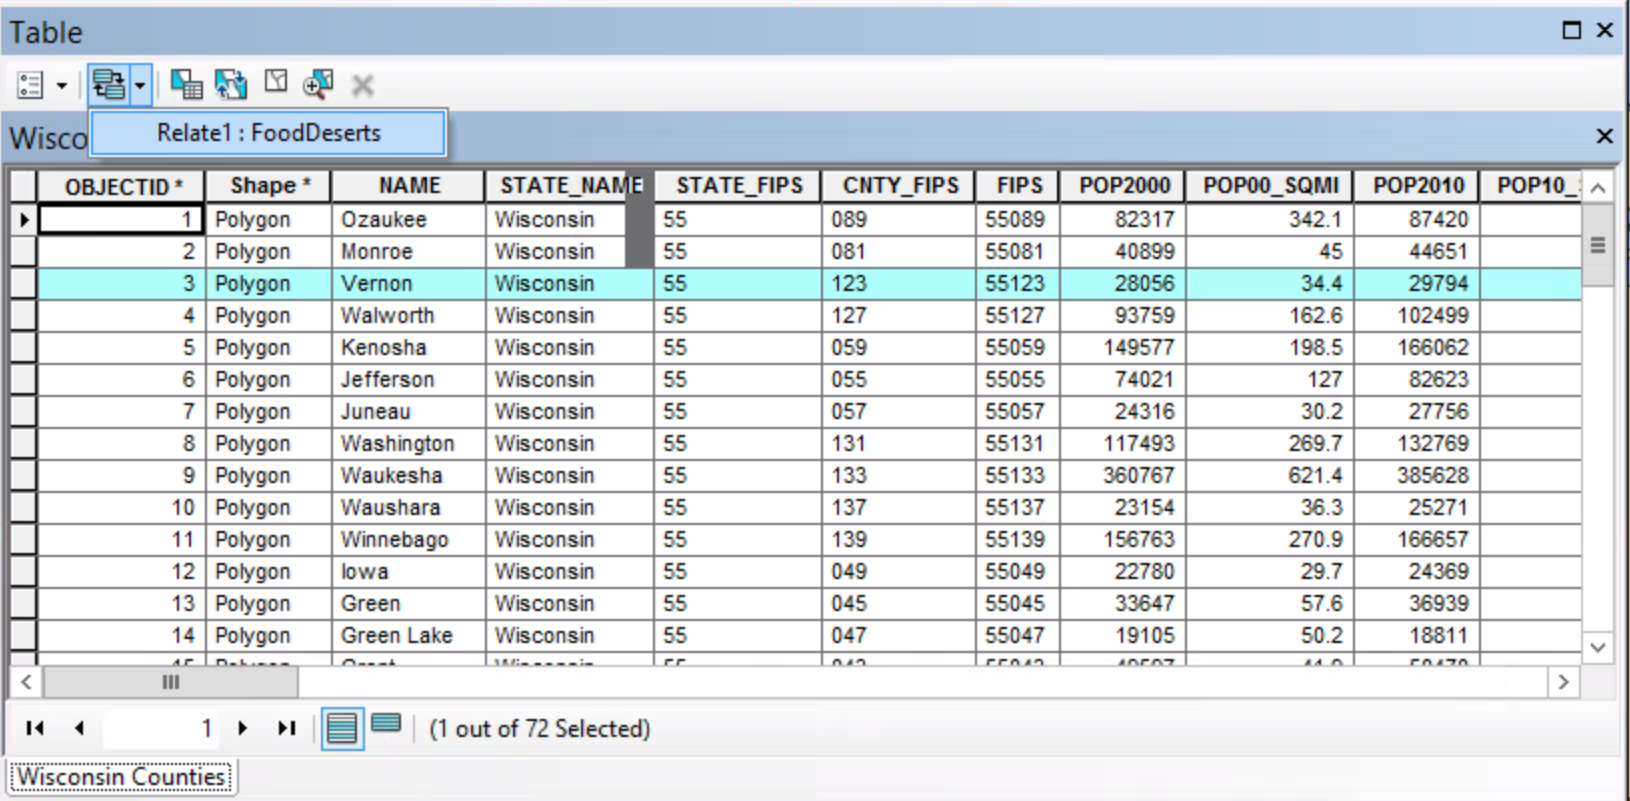 Table
Relate1 : FoodDeserts
Wisco
OBJECTID * Shape * NAME STATE_NAME STATE_FIPS CNTY_FIPS FIPS POP2000 POP00_SQMI POP2010 POP10_
1 Polygon Ozaukee Wisconsin 55 089 55089 82317 342.1 87420
2 Polygon Monroe Wisconsin 55 081 55081 40899 45 44651
3 Polygon Vernon Wisconsin 55 123 55123 28056 34.4 29794
4 Polygon Walworth Wisconsin 55 127 55127 93759 162.6 102499
5 Polygon Kenosha Wisconsin 55 059 55059 149577 198.5 166062
6 Polygon Jefferson Wisconsin 55 055 55055 74021 127 82623
7 Polygon Juneau Wisconsin 55 057 55057 24316 30.2 27756
8 Polygon Washington Wisconsin 55 131 55131 117493 269.7 132769
9 Polygon Waukesha Wisconsin 55 133 55133 360767 621.4 385628
10 Polygon Waushara Wisconsin 55 137 55137 23154 36.3 25271
11 Polygon Winnebago Wisconsin 55 139 55139 156763 270.9 166657
12 Polygon Iowa Wisconsin 55 049 55049 22780 29.7 24369
13 Polygon Green Wisconsin 55 045 55045 33647 57.6 36939
14 Polygon Green Lake Wisconsin 55 047 55047 19105 50.2 18811
1 (1 out of 72 Selected)
Wisconsin Counties